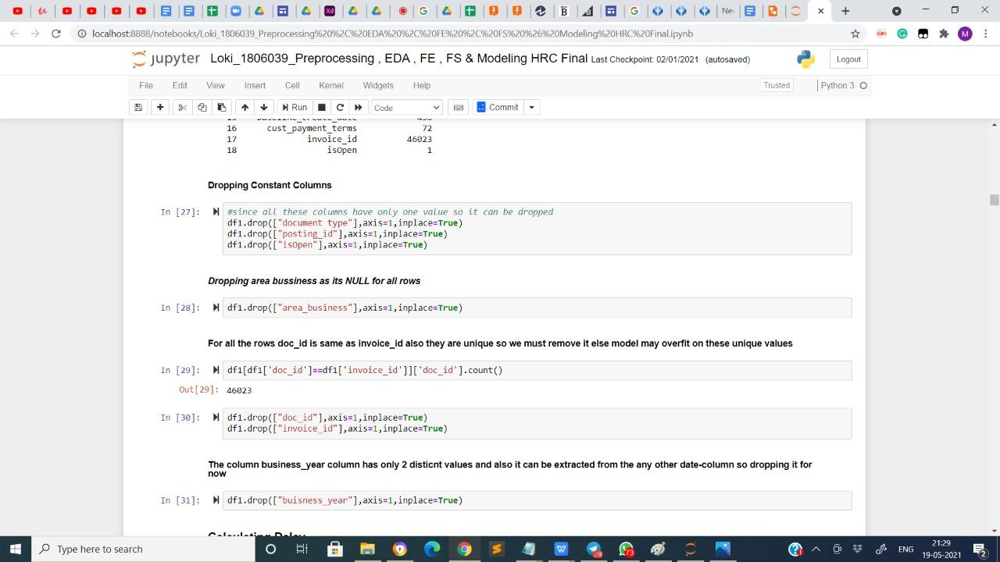 localhost:8888/notebooks/Loki_1806039_Preprocessing%20%2C%20EDA%20%2C%20FE%20%2C%20FS%20%26%20Modeling%20HRC%20Final.ipynb
jupyter Loki_1806039_Preprocessing , EDA , FE , FS & Modeling HRC Final Last Checkpoint: 02/01/2021 (autosaved) Logout
File Edit View Insert Cell Kernel Widgets Help Trusted Python 3
Run Code Commit
16 cust_payment_terms 72
17 invoice_id 46023
18 isOpen 1
Dropping Constant Columns
In [27]: #since all these columns have only one value so it can be dropped
df1.drop(["document type"],axis=1,inplace=True)
df1.drop(["posting_id"],axis=1,inplace=True)
df1.drop(["isOpen"],axis=1,inplace=True)
Dropping area bussiness as its NULL for all rows
In [28]: df1.drop(["area_business"],axis=1,inplace=True)
For all the rows doc_id is same as invoice_id also they are unique so we must remove it else model may overfit on these unique values
In [29]: df1[df1['doc_id']==df1['invoice_id']]['doc_id'].count()
Out[29]: 46023
In [30]: df1.drop(["doc_id"],axis=1,inplace=True)
df1.drop(["invoice_id"],axis=1,inplace=True)
The column business_year column has only 2 disticnt values and also it can be extracted from the any other date-column so dropping it for
now
In [31]: df1.drop(["buisness_year"],axis=1,inplace=True)
Type here to search
ENG
21:29
19-05-2021